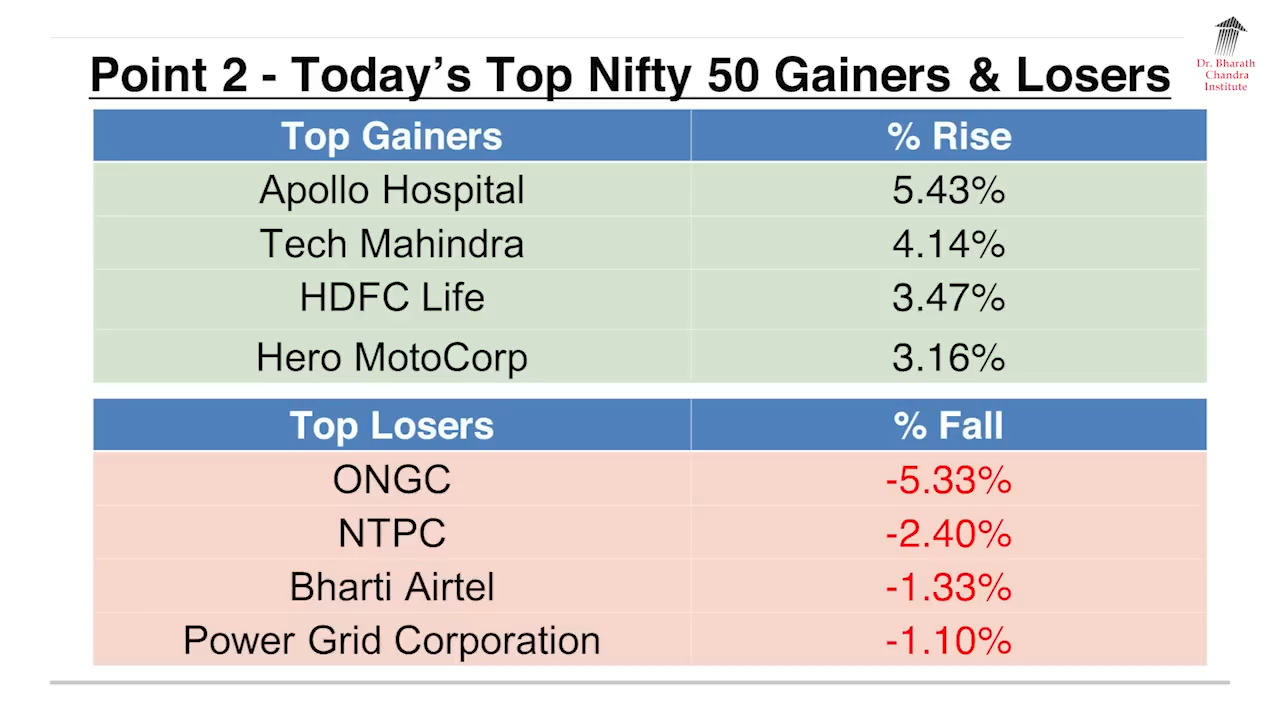 Point 2 - Today’s Top Nifty 50 Gainers & Losers
Dr. Bharath
Chandra
Institute
Top Gainers % Rise
Apollo Hospital 5.43%
Tech Mahindra 4.14%
HDFC Life 3.47%
Hero MotoCorp 3.16%
Top Losers % Fall
ONGC -5.33%
NTPC -2.40%
Bharti Airtel -1.33%
Power Grid Corporation -1.10%